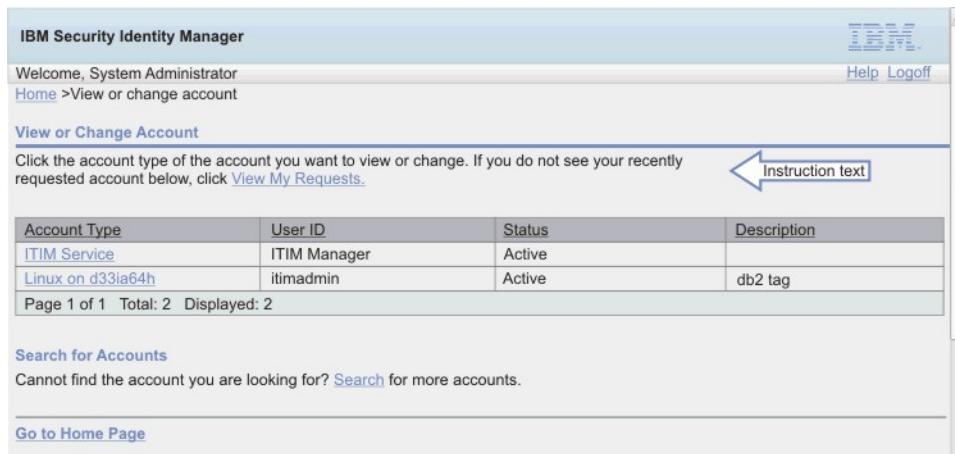 IBM Security Identity Manager
IBM.
Welcome, System Administrator
Help Logoff
Home >View or change account
View or Change Account
Click the account type of the account you want to view or change. If you do not see your recently
requested account below, click View My Requests.
Instruction text
Account Type User ID Status Description
ITIM Service ITIM Manager Active
Linux on d33ia64h itimadmin Active db2 tag
Page 1 of 1 Total: 2 Displayed: 2
Search for Accounts
Cannot find the account you are looking for? Search for more accounts.
Go to Home Page